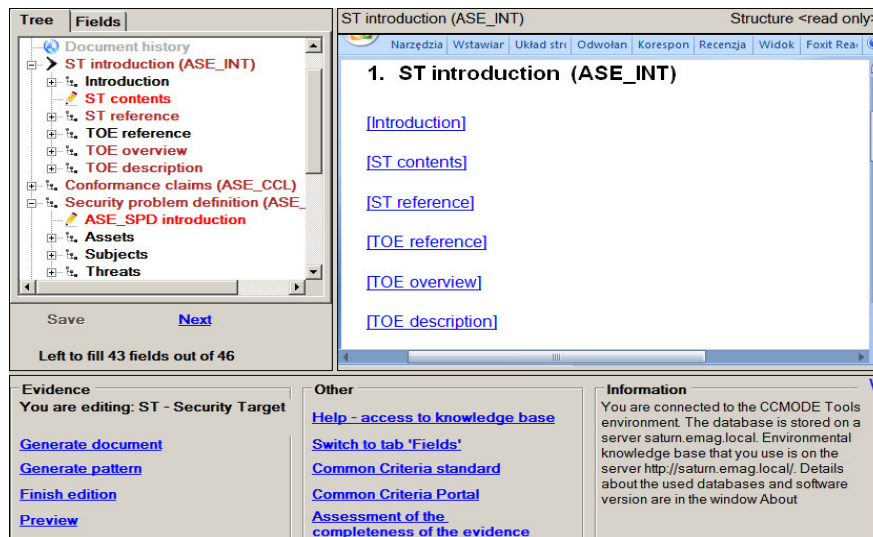 Tree
Fields
Document history
ST introduction (ASE_INT)
Introduction
ST contents
ST reference
TOE reference
TOE overview
TOE description
Conformance claims (ASE_CCL)
Security problem definition (ASE_
ASE_SPD introduction
Assets
Subjects
Threats
Save
Next
Left to fill 43 fields out of 46
ST introduction (ASE_INT)
Structure <read only>
Narzędzia
Wstawiar
Układ stro
Odwołan
Korespon
Recenzja
Widok
Foxit Rea
1. ST introduction (ASE_INT)
[Introduction]
[ST contents]
[ST reference]
[TOE reference]
[TOE overview]
[TOE description]
Evidence
You are editing: ST - Security Target
Generate document
Generate pattern
Finish edition
Preview
Other
Help - access to knowledge base
Switch to tab 'Fields'
Common Criteria standard
Common Criteria Portal
Assessment of the
completeness of the evidence
Information
You are connected to the CCMODE Tools
environment. The database is stored on a
server saturn.emag.local. Environmental
knowledge base that you use is on the
server http://saturn.emag.local/. Details
about the used databases and software
version are in the window About